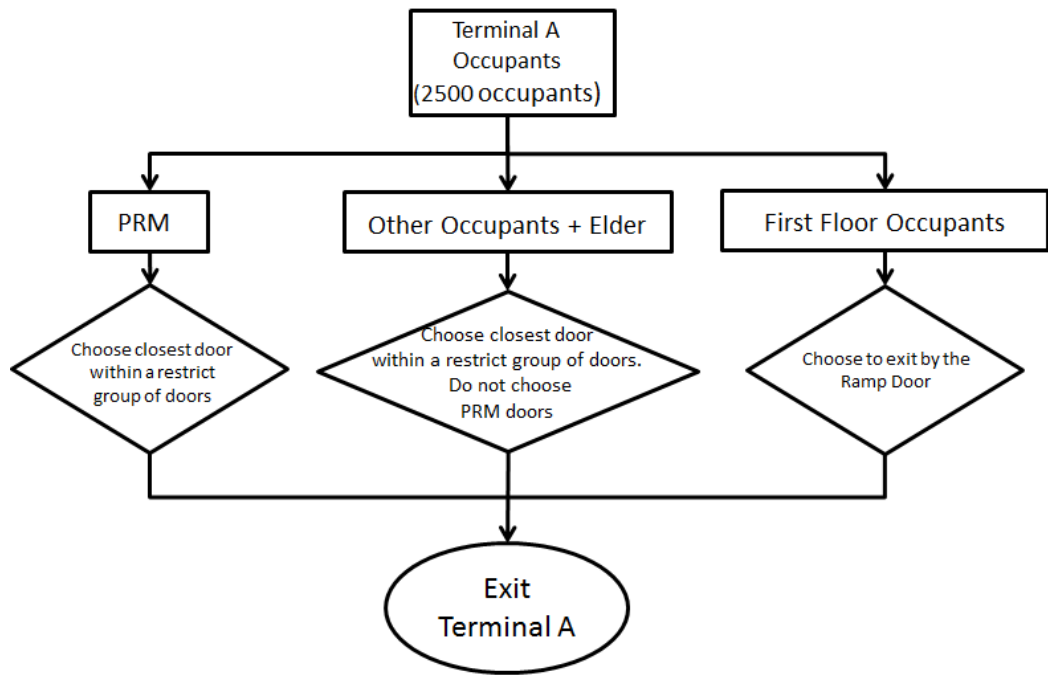 Terminal A
Occupants
(2500 occupants)
PRM
Other Occupants + Elder
First Floor Occupants
Choose closest door
within a restrict
group of doors
Choose closest door
within a restrict group of doors.
Do not choose
PRM doors
Choose to exit by the
Ramp Door
Exit
Terminal A